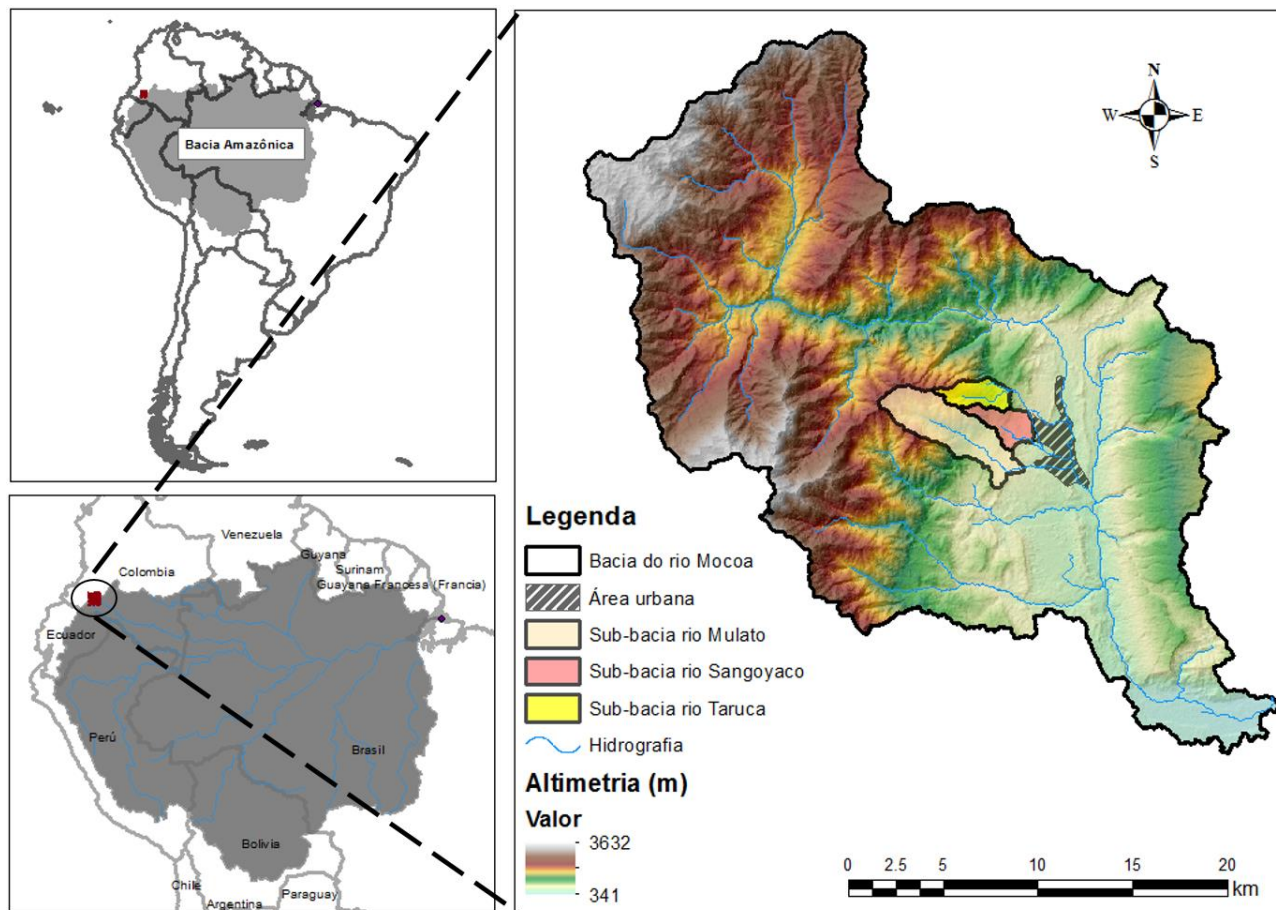 Bacia Amazônica
Venezuela
Guyana
Colombia
Surinam
Guayana Francesa (Francia)
Ecuador
Perú
Brasil
Bolivia
Chile
Paraguay
Argentina
N
W
E
S
Legenda
Bacia do rio Mocoa
Área urbana
Sub-bacia rio Mulato
Sub-bacia rio Sangoyaco
Sub-bacia rio Taruca
Hidrografia
Altimetria (m)
Valor
3632
341
0 2.5 5 10 15 20
km